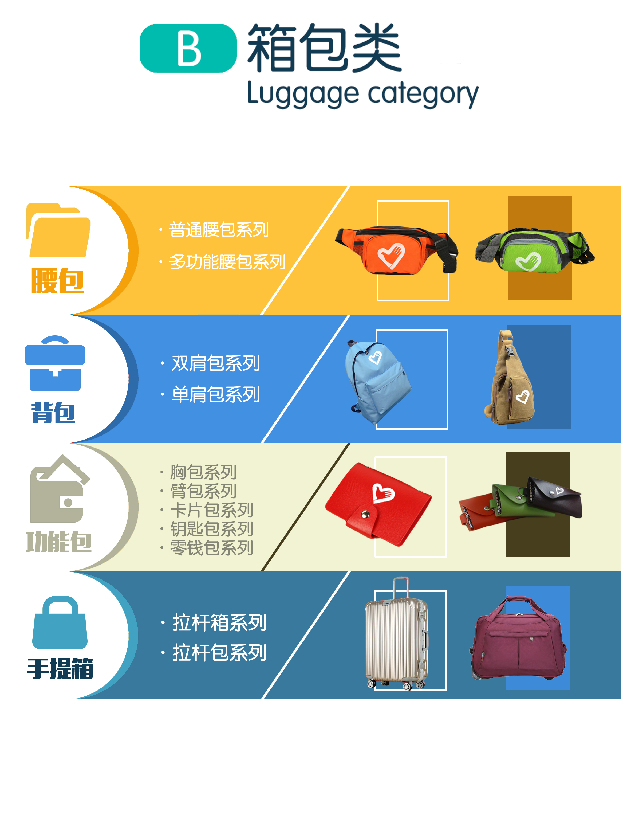 B 箱包类
Luggage category
腰包
·普通腰包系列
·多功能腰包系列
背包
·双肩包系列
·单肩包系列
功能包
·胸包系列
·臂包系列
·卡片包系列
·钥匙包系列
·零钱包系列
手提箱
·拉杆箱系列
·拉杆包系列